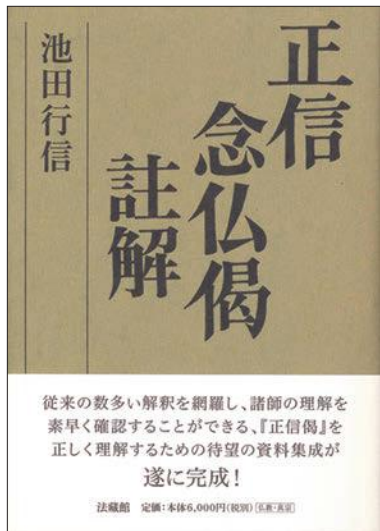 正信
念仏偈
註解
池田行信
従来の数多い解釈を網羅し、諸師の理解を
素早く確認することができる、『正信偈』を
正しく理解するための待望の資料集成が
遂に完成！
法藏館 定価：本体6,000円(税別) 仏教・真宗